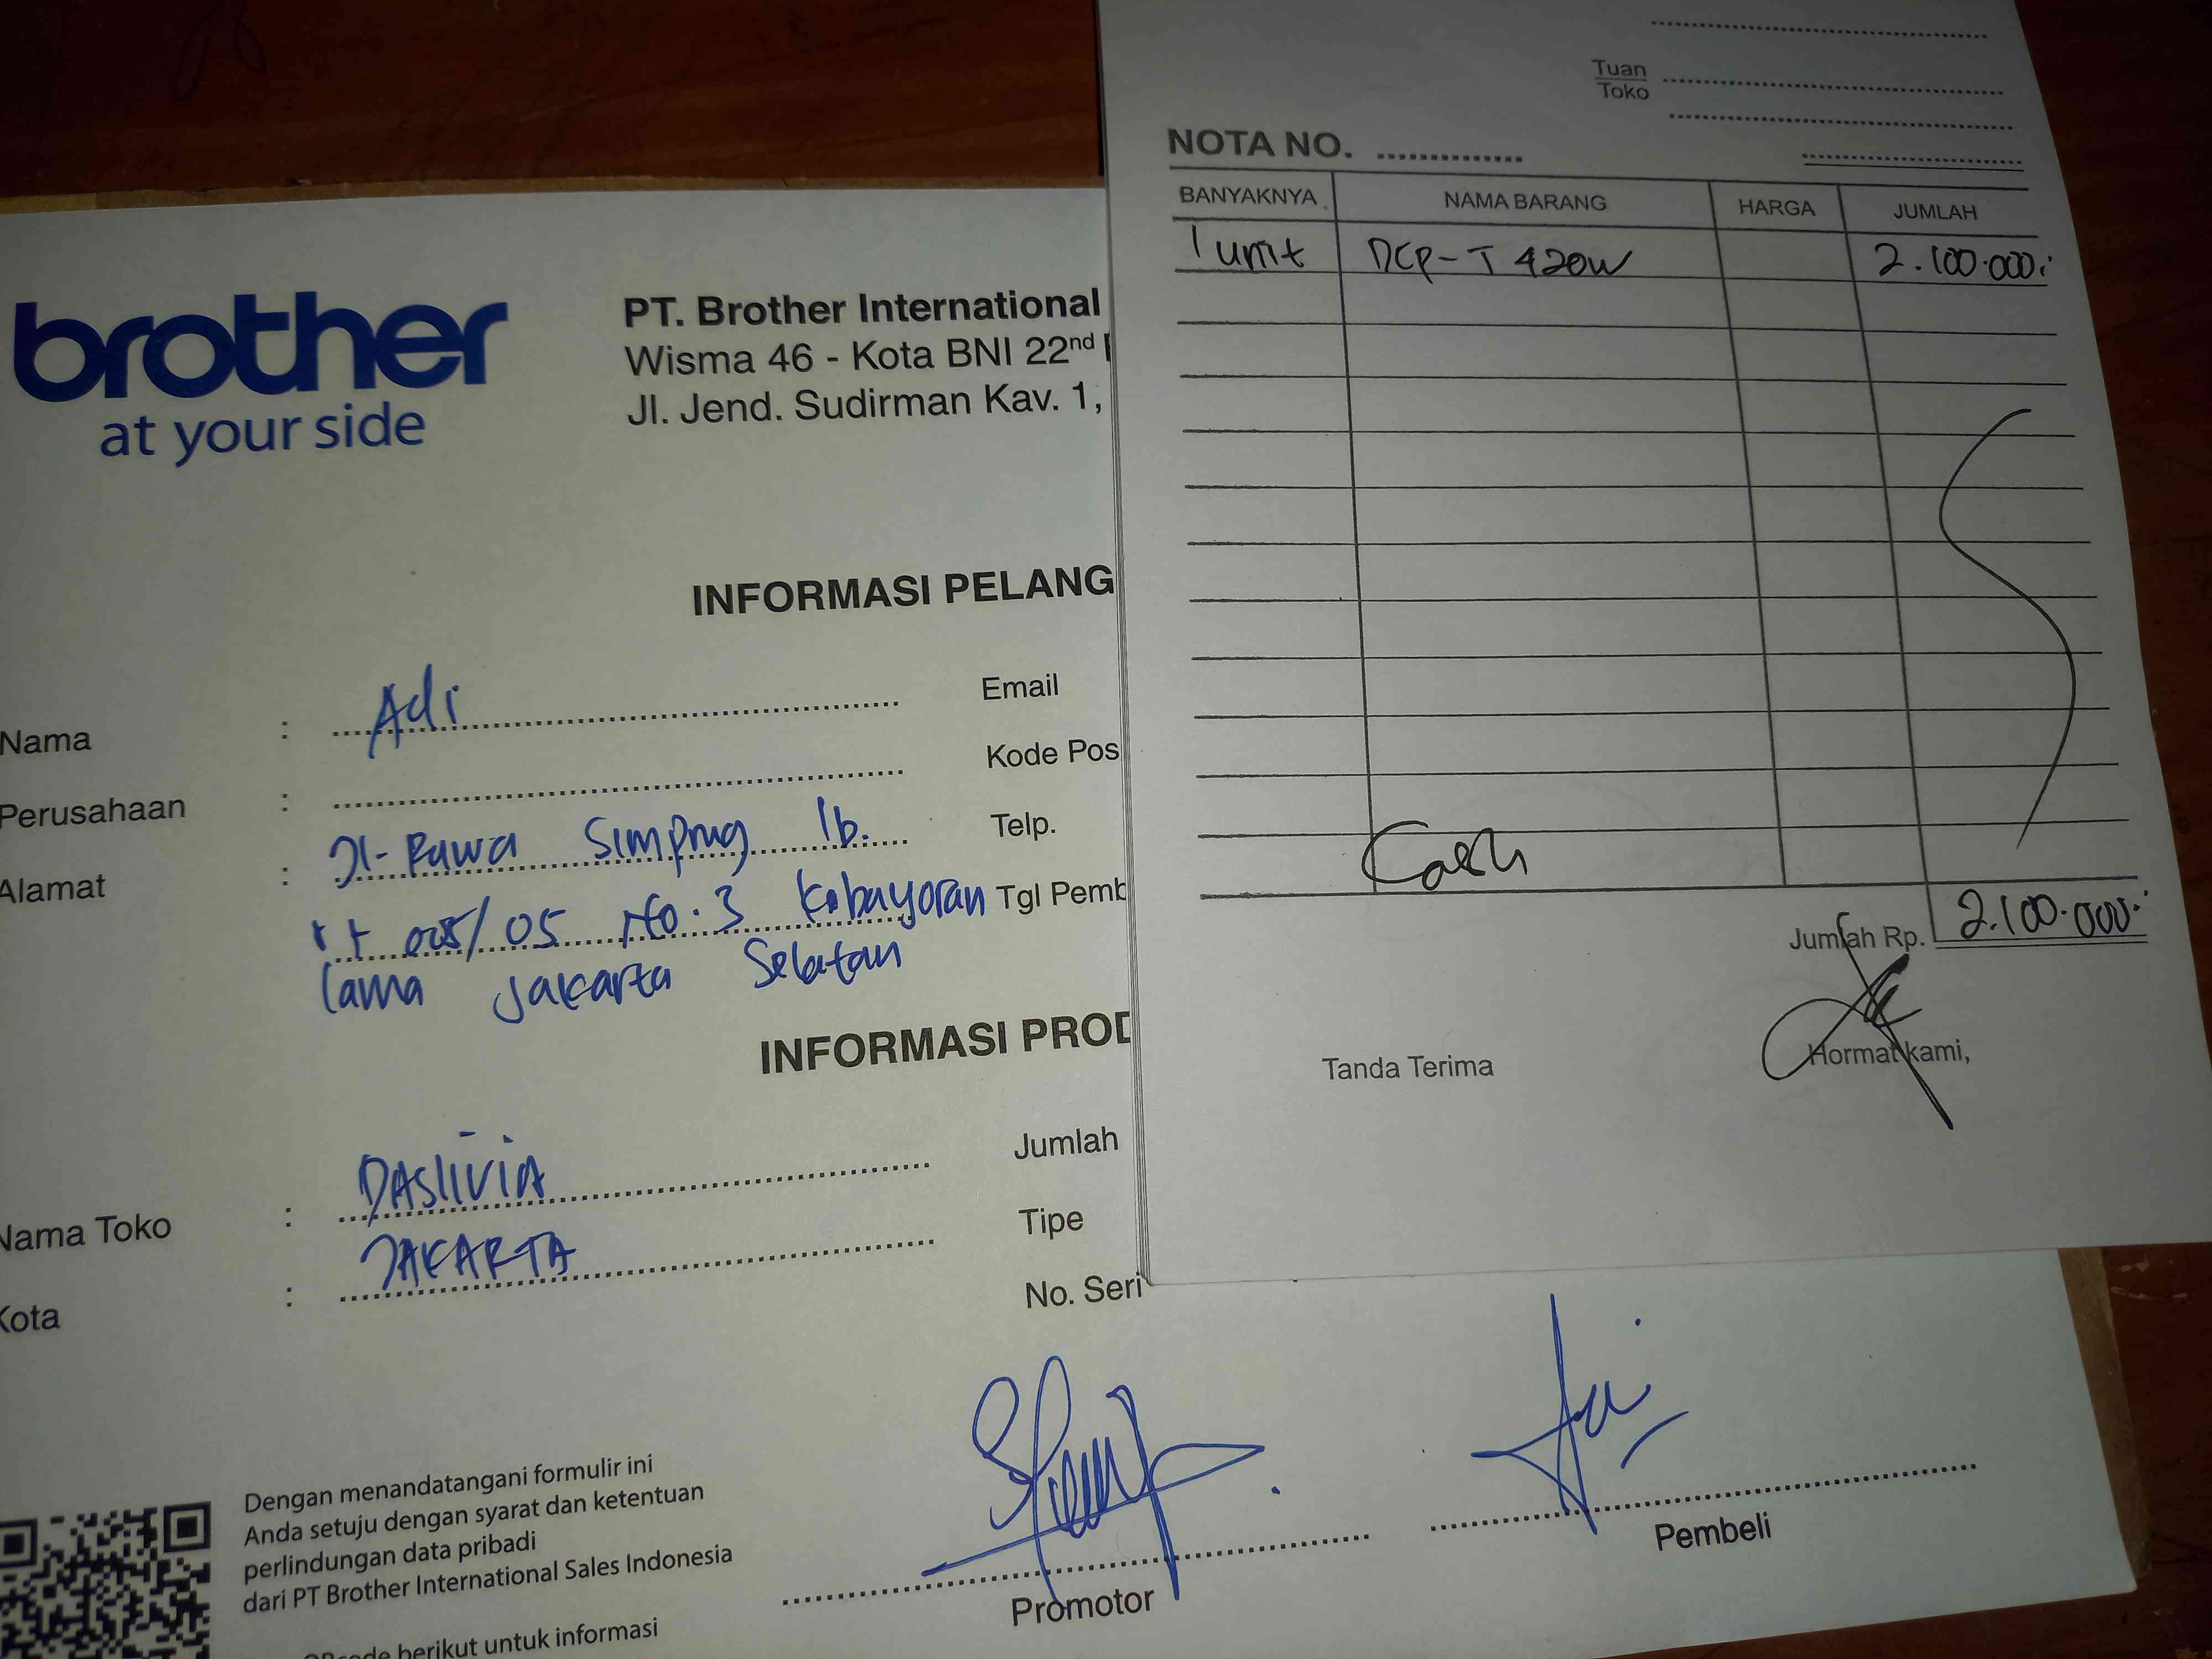 brother
at your side
PT. Brother International
Wisma 46 - Kota BNI 22nd
Jl. Jend. Sudirman Kav. 1,
INFORMASI PELANG
Nama : Adi
Email
Perusahaan :
Kode Pos
Alamat : Jl- Rawa Simprug 1b.
Telp.
rt 005/05 No: 3 Kebayoran
Tgl Pemb
lama Jakarta Selatan
INFORMASI PROD
Nama Toko : DASlIVIA
Jumlah
Kota : JAKARTA
Tipe
No. Seri
Promotor
Pembeli
Dengan menandatangani formulir ini
Anda setuju dengan syarat dan ketentuan
perlindungan data pribadi
dari PT Brother International Sales Indonesia
berikut untuk informasi
Tuan
Toko
NOTA NO.
BANYAKNYA NAMA BARANG HARGA JUMLAH
1 unit DCP-T 420W 2.100.000
Cash
Jumlah Rp. 2.100.000
Tanda Terima
Hormat kami,